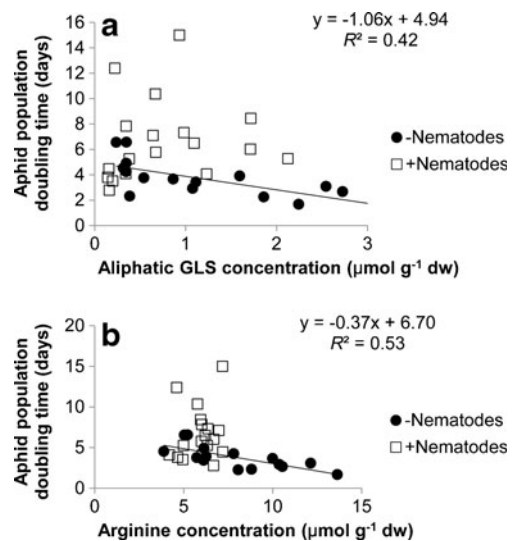 a
y = -1.06x + 4.94
R² = 0.42
Aphid population
doubling time (days)
16
14
12
10
8
6
4
2
0
0 1 2 3
Aliphatic GLS concentration (µmol g⁻¹ dw)
●-Nematodes
□+Nematodes
b
y = -0.37x + 6.70
R² = 0.53
Aphid population
doubling time (days)
20
15
10
5
0
0 5 10 15
Arginine concentration (µmol g⁻¹ dw)
●-Nematodes
□+Nematodes